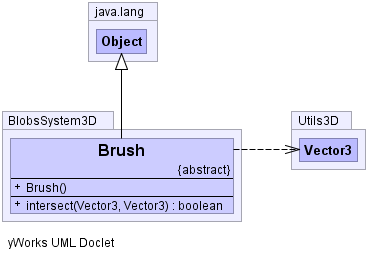 java.lang
Object
BlobsSystem3D
Utils3D
Brush
{abstract}
Vector3
+ Brush()
+ intersect(Vector3, Vector3) : boolean
yWorks UML Doclet